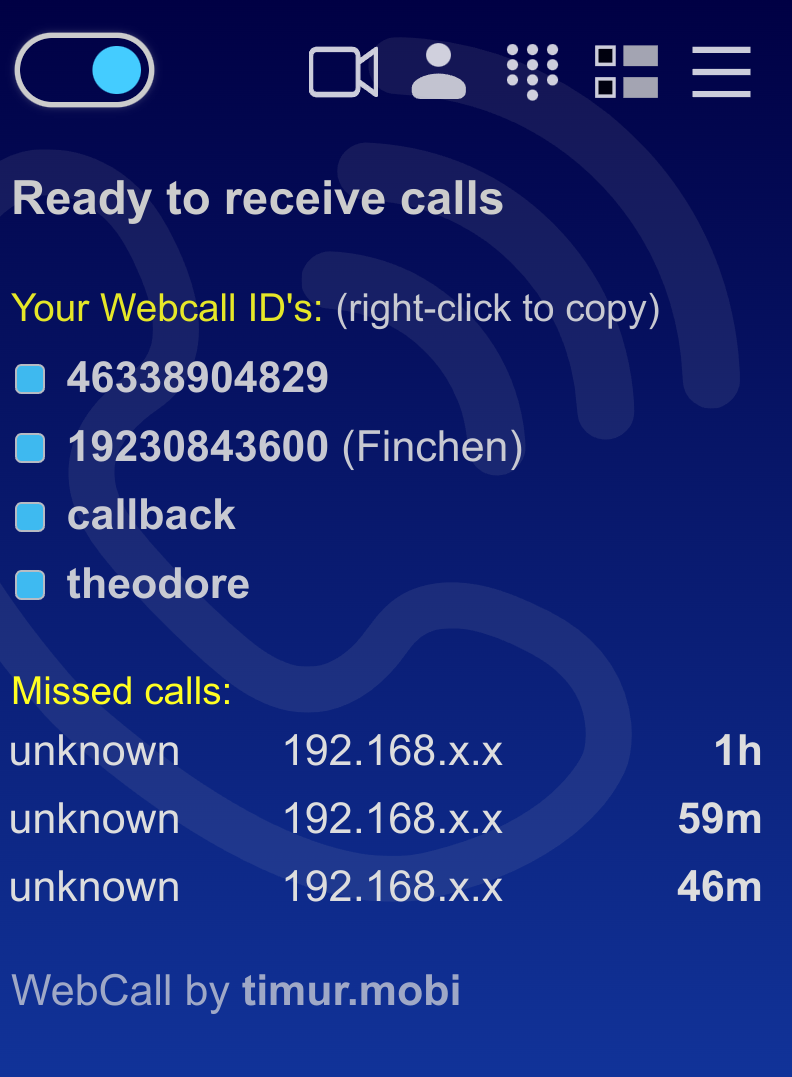 Ready to receive calls
Your Webcall ID's: (right-click to copy)
46338904829
19230843600 (Finchen)
callback
theodore
Missed calls:
unknown 192.168.x.x 1h
unknown 192.168.x.x 59m
unknown 192.168.x.x 46m
WebCall by timur.mobi